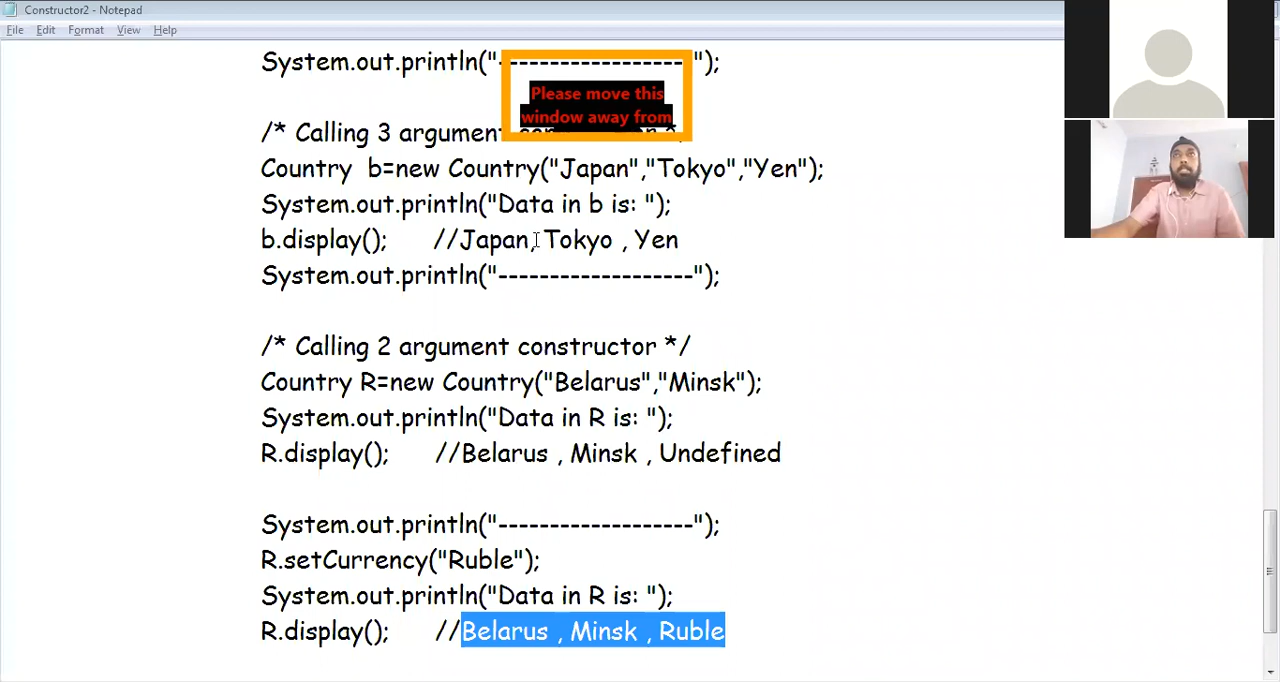 Constructor2 - Notepad
File Edit Format View Help
System.out.println("-------------------");
Please move this
window away from
/* Calling 3 argument
Country  b=new Country("Japan","Tokyo","Yen");
System.out.println("Data in b is: ");
b.display();      //Japan, Tokyo , Yen
System.out.println("-------------------");
/* Calling 2 argument constructor */
Country R=new Country("Belarus","Minsk");
System.out.println("Data in R is: ");
R.display();      //Belarus , Minsk , Undefined
System.out.println("-------------------");
R.setCurrency("Ruble");
System.out.println("Data in R is: ");
R.display();      //Belarus , Minsk , Ruble